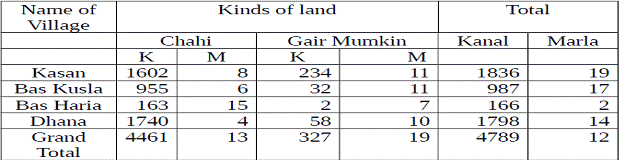 Name of Village Kinds of land Total
Chahi Gair Mumkin Kanal Marla
K M K M
Kasan 1602 8 234 11 1836 19
Bas Kusla 955 6 32 11 987 17
Bas Haria 163 15 2 7 166 2
Dhana 1740 4 58 10 1798 14
Grand Total 4461 13 327 19 4789 12